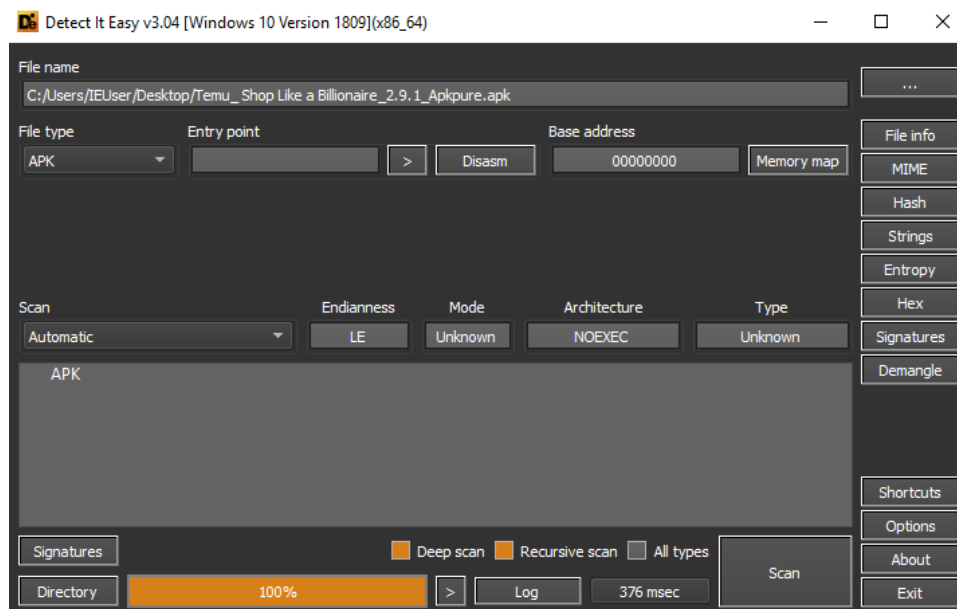 Detect It Easy v3.04 [Windows 10 Version 1809](x86_64)
File name
C:/Users/IEUser/Desktop/Temu_ Shop Like a Billionaire_2.9.1_Apkpure.apk
...
File type Entry point Base address
File info
APK > Disasm 00000000 Memory map
MIME
Hash
Strings
Entropy
Scan Endianness Mode Architecture Type
Hex
Automatic LE Unknown NOEXEC Unknown
Signatures
APK
Demangle
Shortcuts
Options
Signatures Deep scan Recursive scan All types
Scan
About
Directory 100% > Log 376 msec
Exit